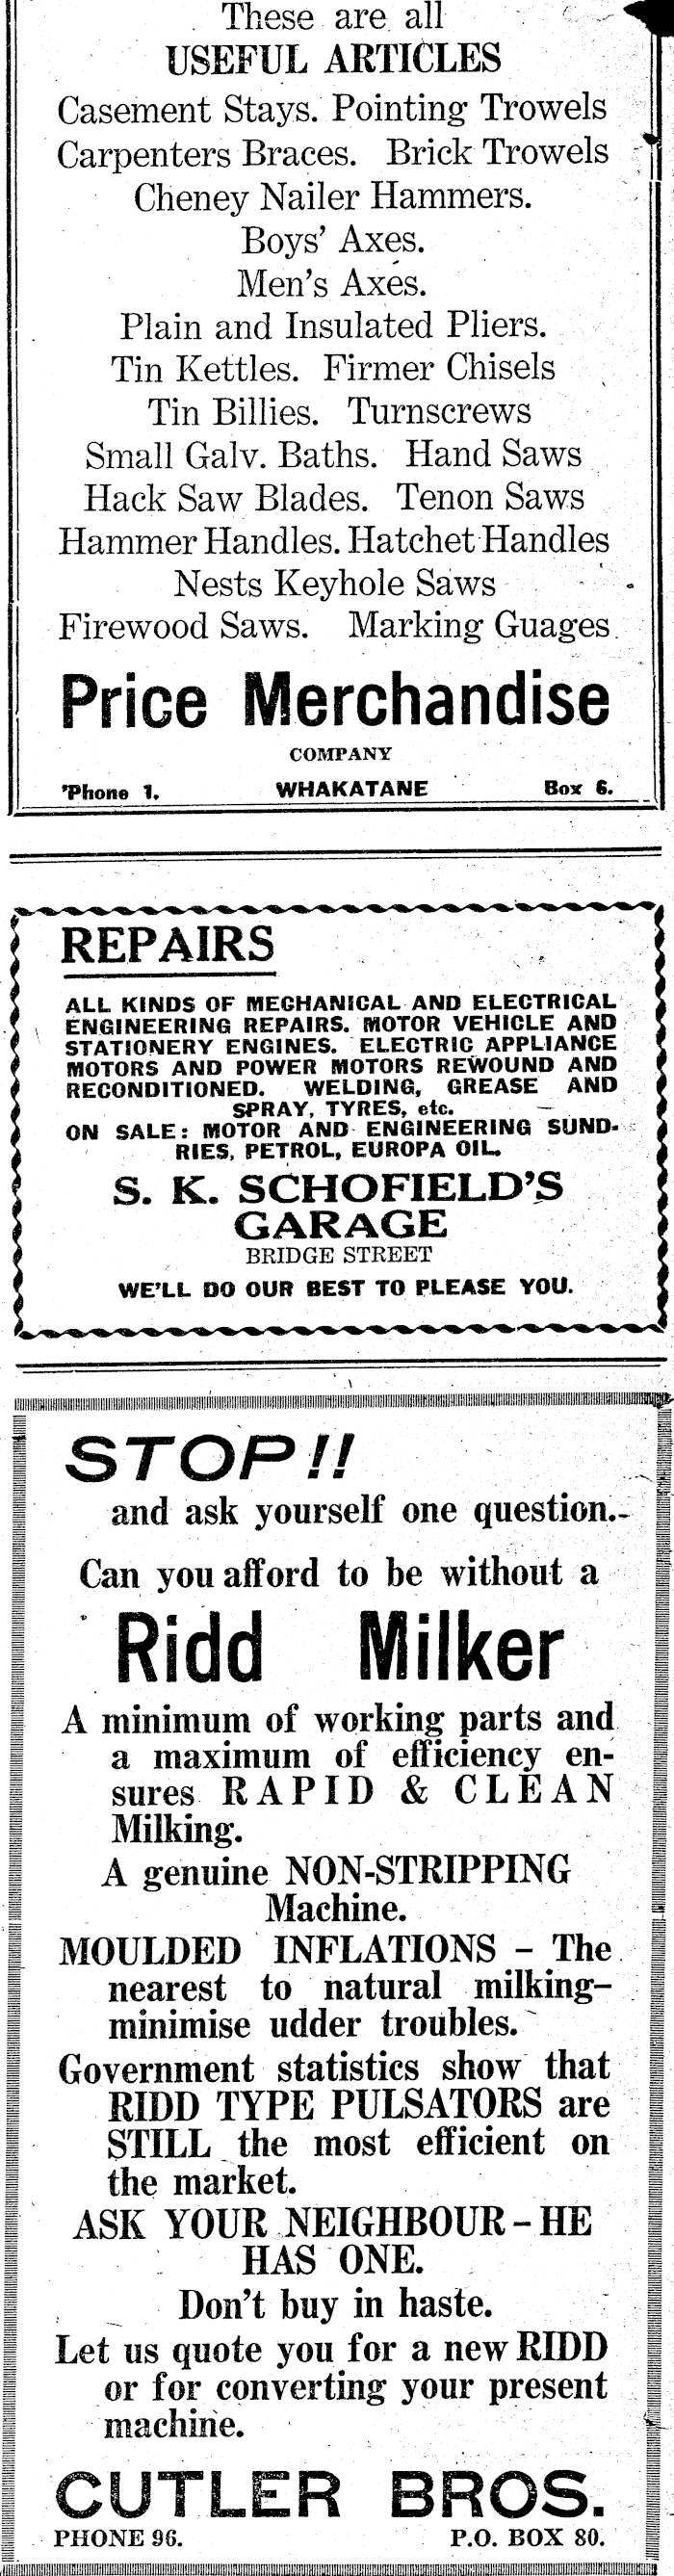 These are all
USEFUL ARTICLES
Casement Stays. Pointing Trowels
Carpenters Braces. Brick Trowels
Cheney Nailer Hammers.
Boys' Axes.
Men's Axes.
Plain and Insulated Pliers.
Tin Kettles. Firmer Chisels
Tin Billies. Turnscrews
Small Galv. Baths. Hand Saws
Hack Saw Blades. Tenon Saws
Hammer Handles. Hatchet Handles
Nests Keyhole Saws
Firewood Saws. Marking Guages.
Price Merchandise
COMPANY
'Phone 1. WHAKATANE Box 6.
REPAIRS
ALL KINDS OF MECHANICAL AND ELECTRICAL
ENGINEERING REPAIRS. MOTOR VEHICLE AND
STATIONERY ENGINES. ELECTRIC APPLIANCE
MOTORS AND POWER MOTORS REWOUND AND
RECONDITIONED. WELDING, GREASE AND
SPRAY, TYRES, etc.
ON SALE: MOTOR AND ENGINEERING SUND-
RIES, PETROL, EUROPA OIL.
S. K. SCHOFIELD'S
GARAGE
BRIDGE STREET
WE'LL DO OUR BEST TO PLEASE YOU.
STOP!!
and ask yourself one question.-
Can you afford to be without a
Ridd Milker
A minimum of working parts and
a maximum of efficiency en-
sures RAPID & CLEAN
Milking.
A genuine NON-STRIPPING
Machine.
MOULDED INFLATIONS - The
nearest to natural milking-
minimise udder troubles.
Government statistics show that
RIDD TYPE PULSATORS are
STILL the most efficient on
the market.
ASK YOUR NEIGHBOUR - HE
HAS ONE.
Don't buy in haste.
Let us quote you for a new RIDD
or for converting your present
machine.
CUTLER BROS.
PHONE 96. P.O. BOX 80.